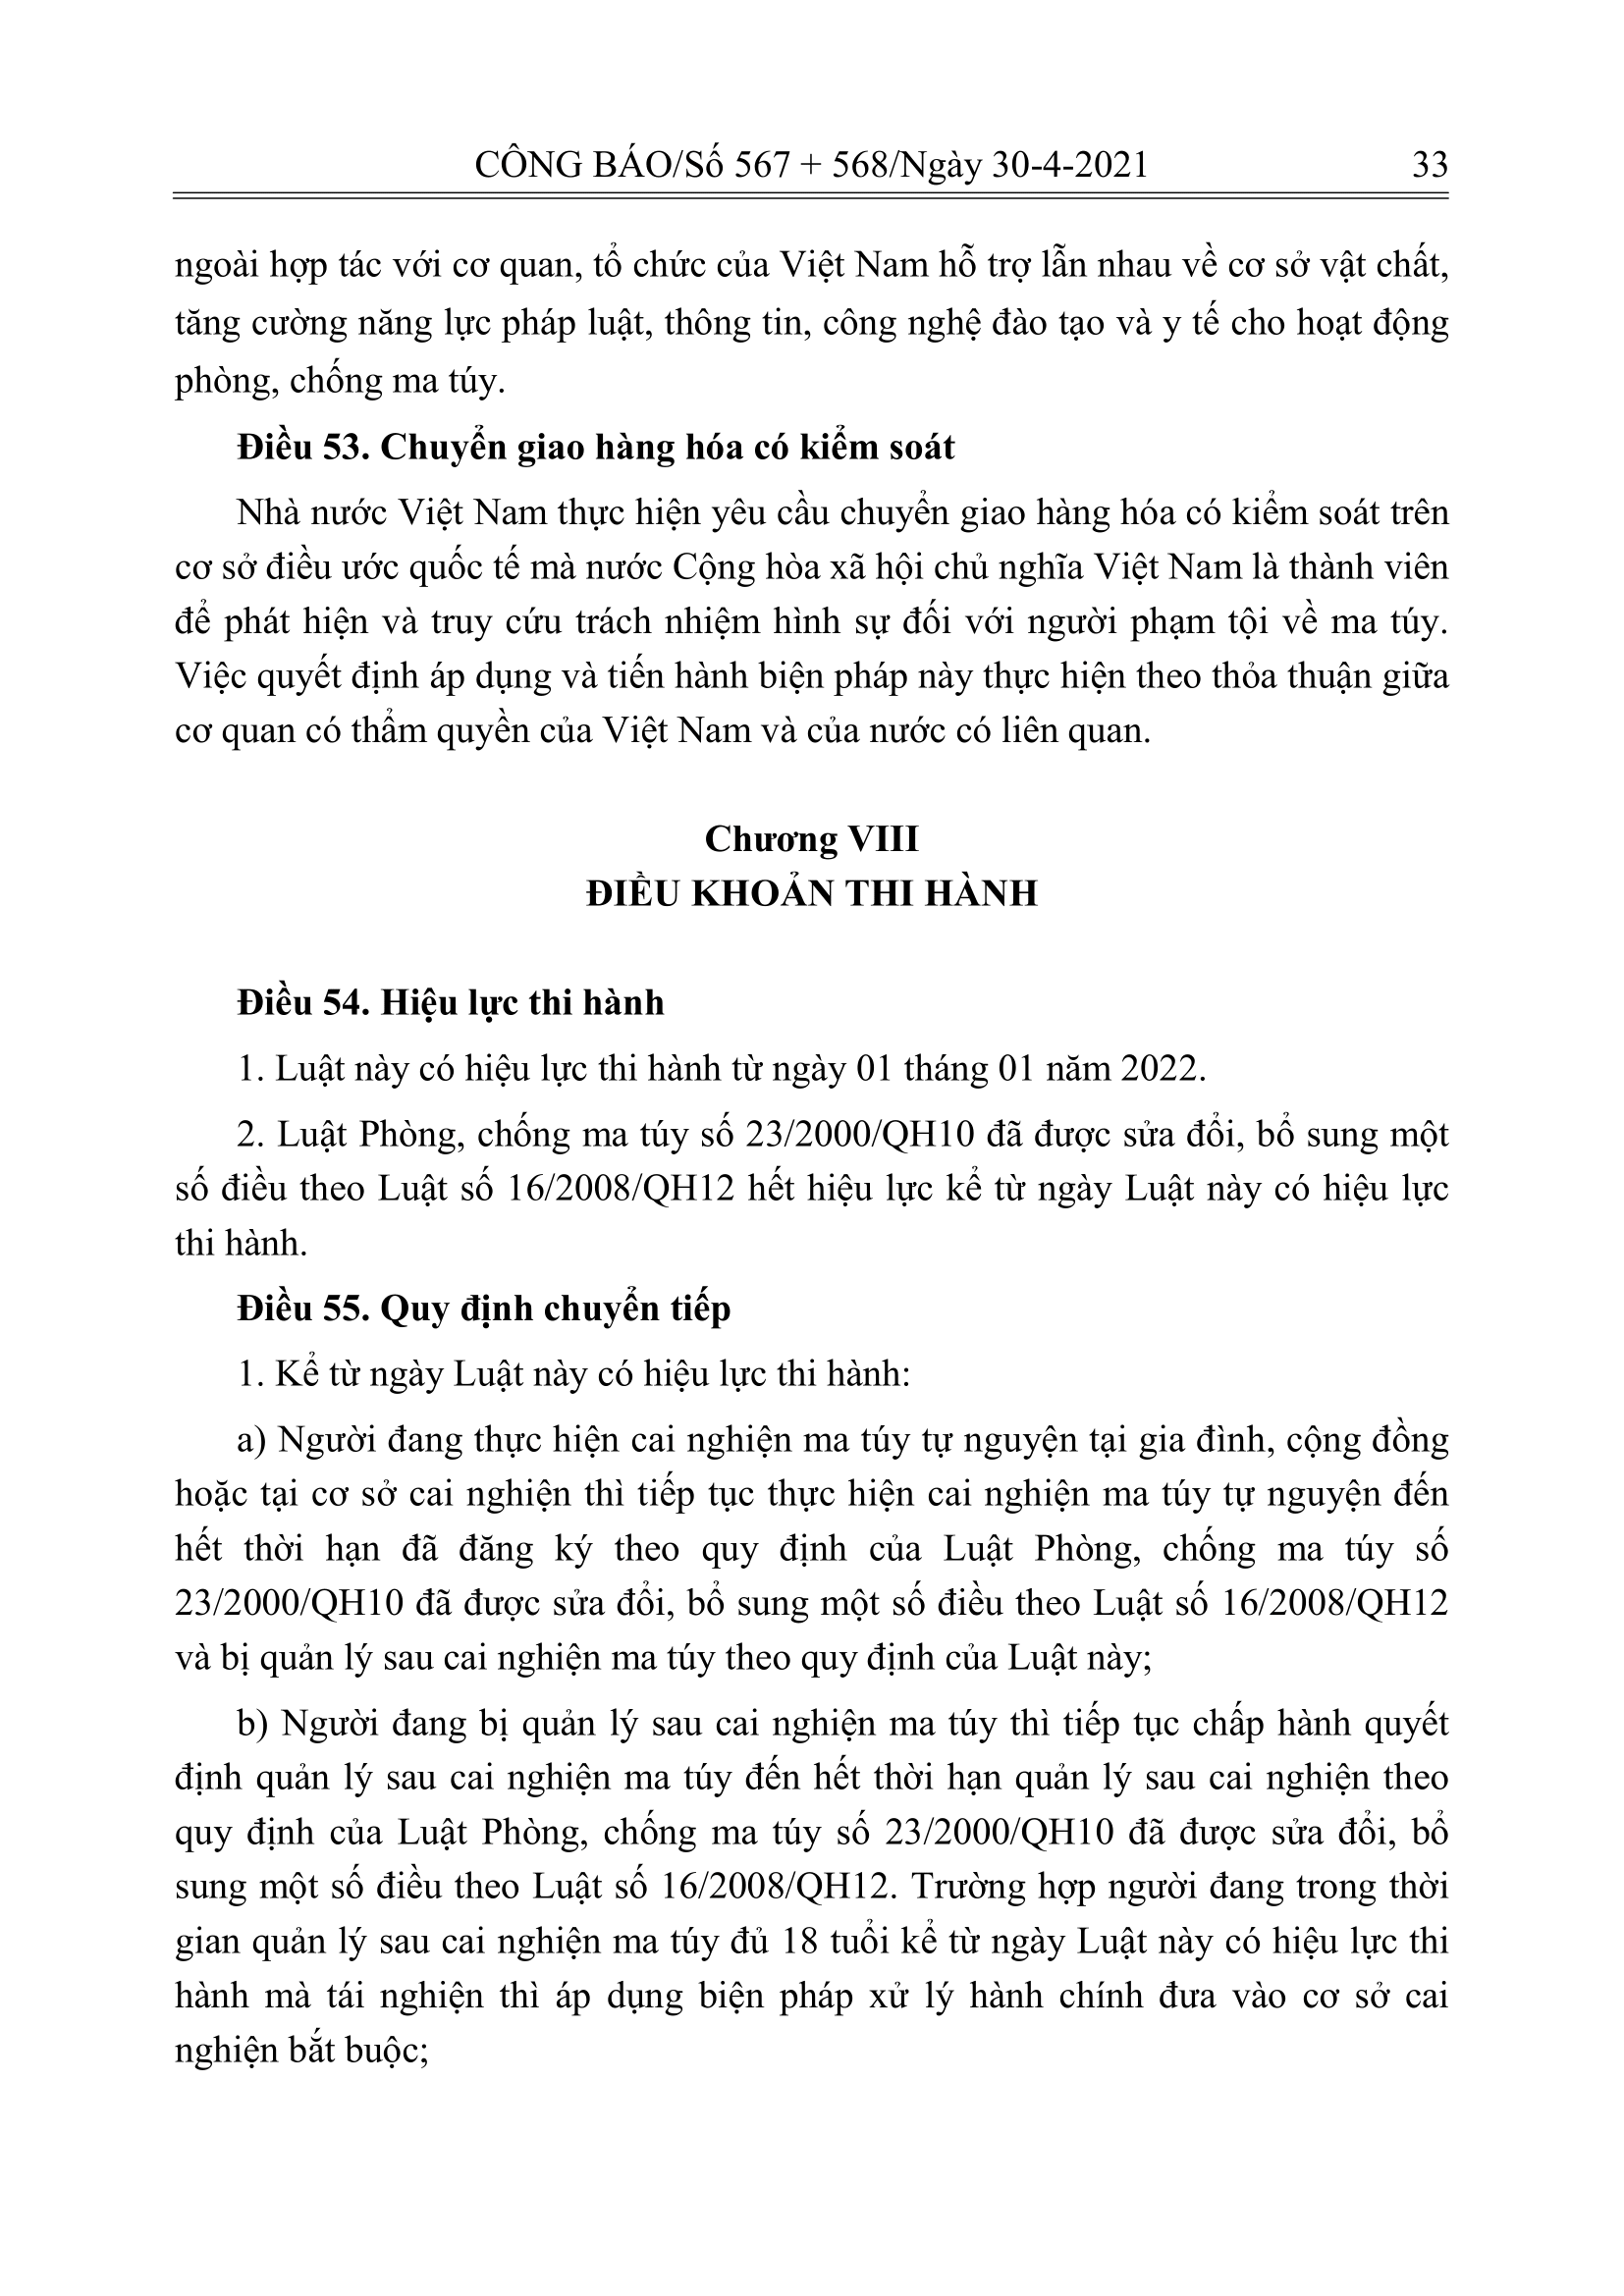 CÔNG BÁO/Số 567 + 568/Ngày 30-4-2021 33
ngoài hợp tác với cơ quan, tổ chức của Việt Nam hỗ trợ lẫn nhau về cơ sở vật chất,
tăng cường năng lực pháp luật, thông tin, công nghệ đào tạo và y tế cho hoạt động
phòng, chống ma túy.
Điều 53. Chuyển giao hàng hóa có kiểm soát
Nhà nước Việt Nam thực hiện yêu cầu chuyển giao hàng hóa có kiểm soát trên
cơ sở điều ước quốc tế mà nước Cộng hòa xã hội chủ nghĩa Việt Nam là thành viên
để phát hiện và truy cứu trách nhiệm hình sự đối với người phạm tội về ma túy.
Việc quyết định áp dụng và tiến hành biện pháp này thực hiện theo thỏa thuận giữa
cơ quan có thẩm quyền của Việt Nam và của nước có liên quan.
Chương VIII
ĐIỀU KHOẢN THI HÀNH
Điều 54. Hiệu lực thi hành
1. Luật này có hiệu lực thi hành từ ngày 01 tháng 01 năm 2022.
2. Luật Phòng, chống ma túy số 23/2000/QH10 đã được sửa đổi, bổ sung một
số điều theo Luật số 16/2008/QH12 hết hiệu lực kể từ ngày Luật này có hiệu lực
thi hành.
Điều 55. Quy định chuyển tiếp
1. Kể từ ngày Luật này có hiệu lực thi hành:
a) Người đang thực hiện cai nghiện ma túy tự nguyện tại gia đình, cộng đồng
hoặc tại cơ sở cai nghiện thì tiếp tục thực hiện cai nghiện ma túy tự nguyện đến
hết thời hạn đã đăng ký theo quy định của Luật Phòng, chống ma túy số
23/2000/QH10 đã được sửa đổi, bổ sung một số điều theo Luật số 16/2008/QH12
và bị quản lý sau cai nghiện ma túy theo quy định của Luật này;
b) Người đang bị quản lý sau cai nghiện ma túy thì tiếp tục chấp hành quyết
định quản lý sau cai nghiện ma túy đến hết thời hạn quản lý sau cai nghiện theo
quy định của Luật Phòng, chống ma túy số 23/2000/QH10 đã được sửa đổi, bổ
sung một số điều theo Luật số 16/2008/QH12. Trường hợp người đang trong thời
gian quản lý sau cai nghiện ma túy đủ 18 tuổi kể từ ngày Luật này có hiệu lực thi
hành mà tái nghiện thì áp dụng biện pháp xử lý hành chính đưa vào cơ sở cai
nghiện bắt buộc;